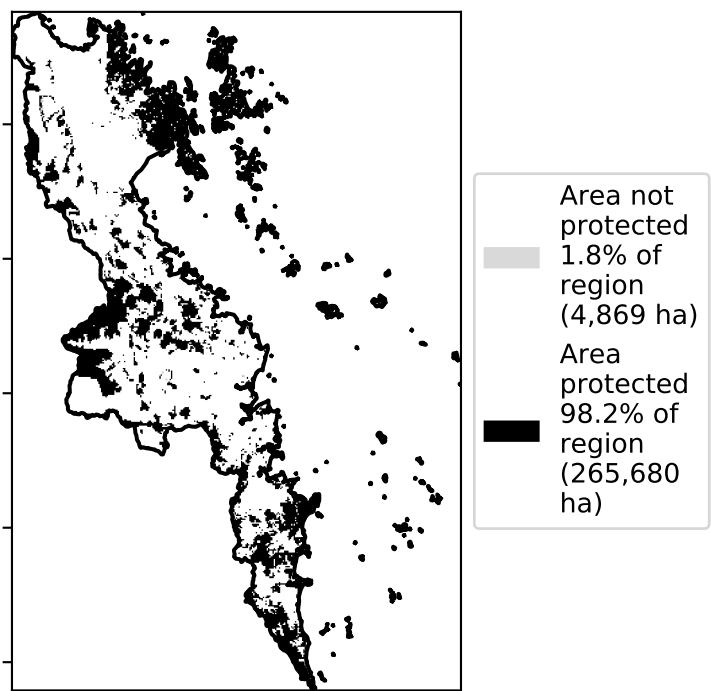 Area not
protected
1.8% of
region
(4,869 ha)
Area
protected
98.2% of
region
(265,680
ha)